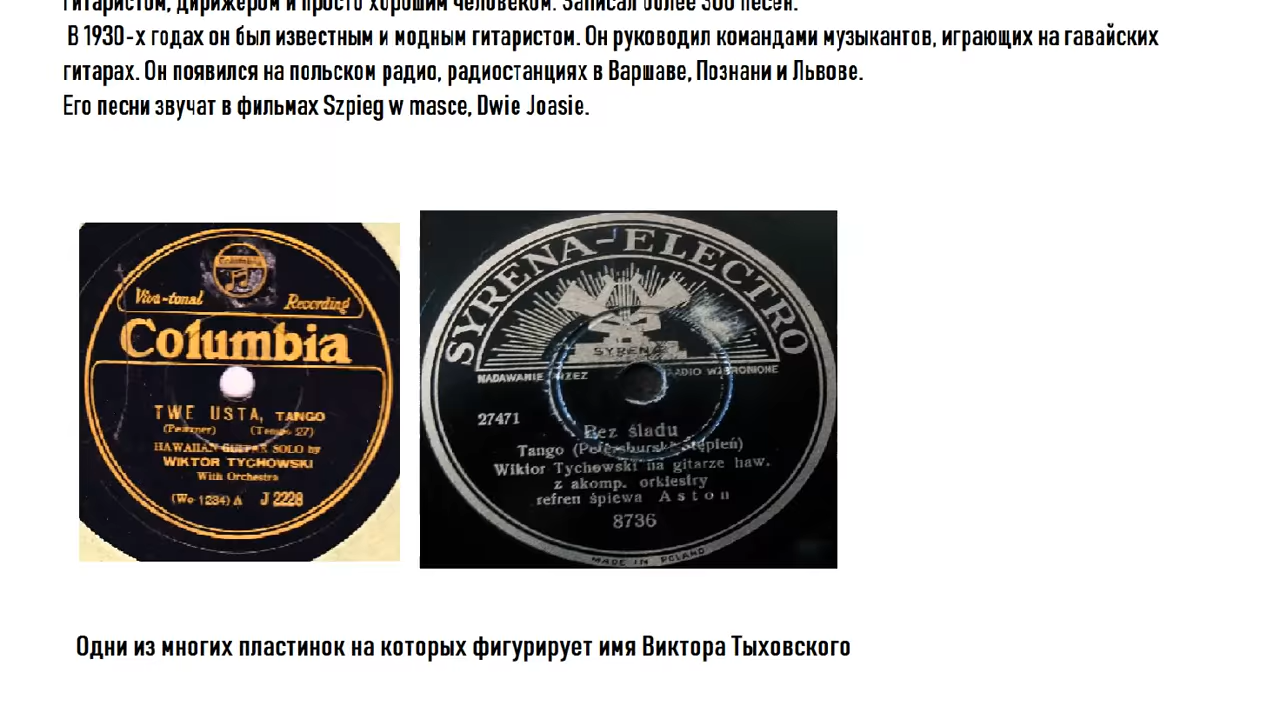 гитаристом, дирижером и просто хорошим человеком. Записал более 300 песен.
В 1930-х годах он был известным и модным гитаристом. Он руководил командами музыкантов, играющих на гавайских
гитарах. Он появился на польском радио, радиостанциях в Варшаве, Познани и Львове.
Его песни звучат в фильмах Szpieg w masce, Dwie Joasie.
Columbia
Viva-tonal Recording
Columbia
TWE USTA, TANGO
(Tango 27)
HAWAIIAN GUITAR SOLO by
WIKTOR TYCHOWSKI
With Orchestra
(Wo 1234) A J 2228
SYRENA-ELECTRO
SYRENA
NADAWANIE PRZEZ RADIO WZBRONIONE
27471
Bez śladu
Tango (Petersburski-Stępień)
Wiktor Tychowski na gitarze haw.
z akomp. orkiestry
refren śpiewa Aston
8736
MADE IN POLAND
Одни из многих пластинок на которых фигурирует имя Виктора Тыховского